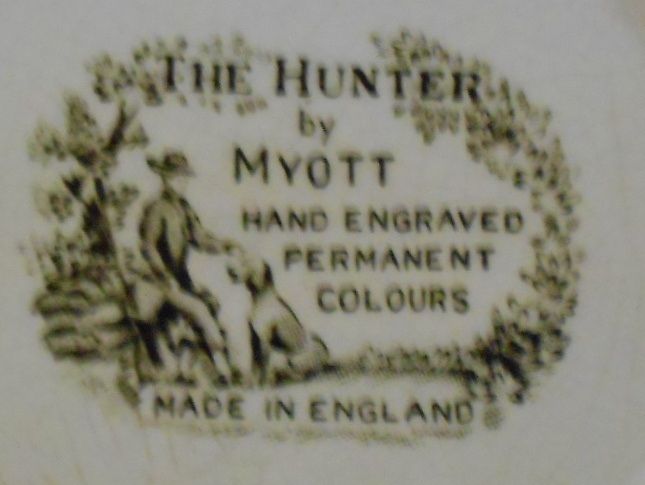 THE HUNTER
by
MYOTT
HAND ENGRAVED
PERMANENT
COLOURS
MADE IN ENGLAND